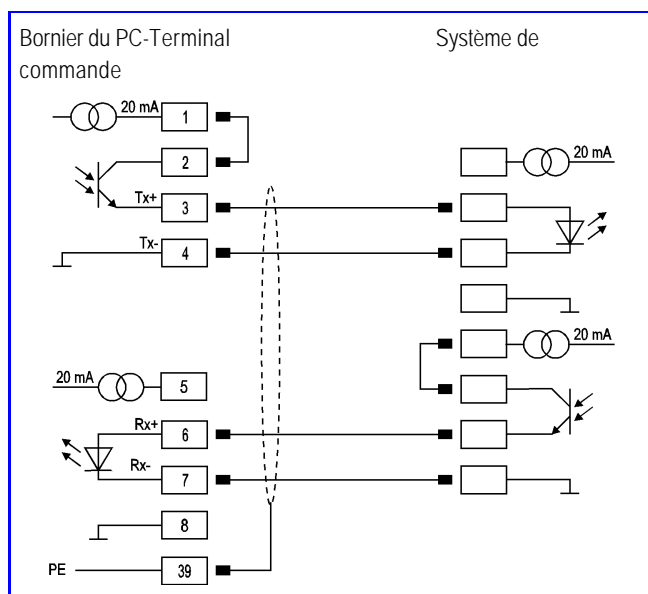 Bornier du PC-Terminal Système de
commande
20 mA 1
2 20 mA
Tx+ 3
Tx- 4
20 mA
20 mA 5
Rx+ 6
Rx- 7
8
PE 39